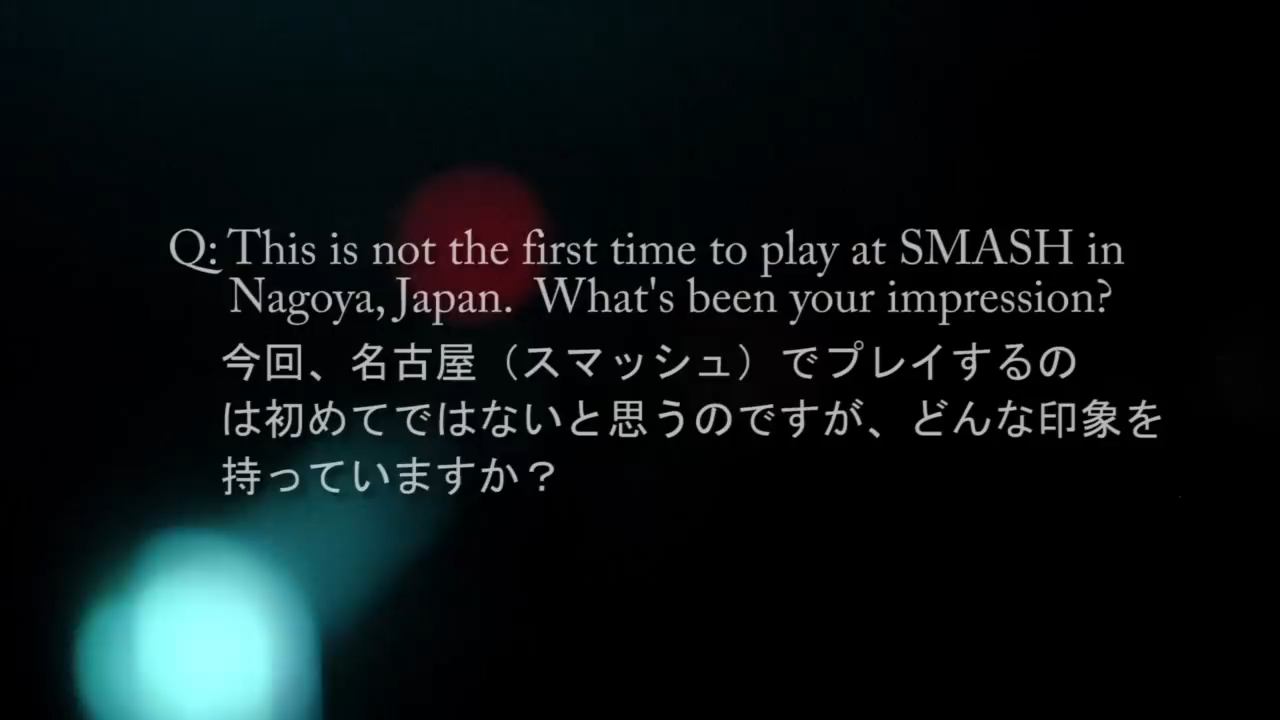 Q: This is not the first time to play at SMASH in
Nagoya, Japan.  What's been your impression?
今回、名古屋（スマッシュ）でプレイするの
は初めてではないと思うのですが、どんな印象を
持っていますか？